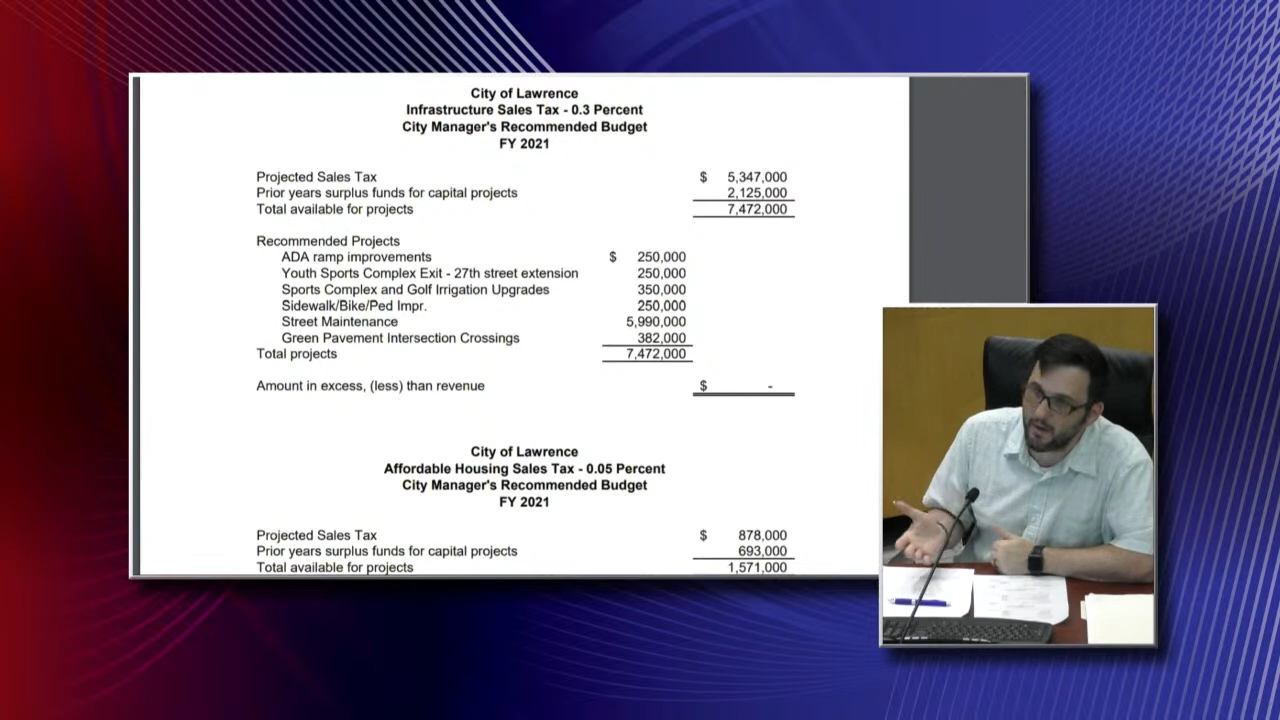 City of Lawrence
Infrastructure Sales Tax - 0.3 Percent
City Manager's Recommended Budget
FY 2021
Projected Sales Tax $ 5,347,000
Prior years surplus funds for capital projects 2,125,000
Total available for projects 7,472,000
Recommended Projects
ADA ramp improvements $ 250,000
Youth Sports Complex Exit - 27th street extension 250,000
Sports Complex and Golf Irrigation Upgrades 350,000
Sidewalk/Bike/Ped Impr. 250,000
Street Maintenance 5,990,000
Green Pavement Intersection Crossings 382,000
Total projects 7,472,000
Amount in excess, (less) than revenue $ -
City of Lawrence
Affordable Housing Sales Tax - 0.05 Percent
City Manager's Recommended Budget
FY 2021
Projected Sales Tax $ 878,000
Prior years surplus funds for capital projects 693,000
Total available for projects 1,571,000